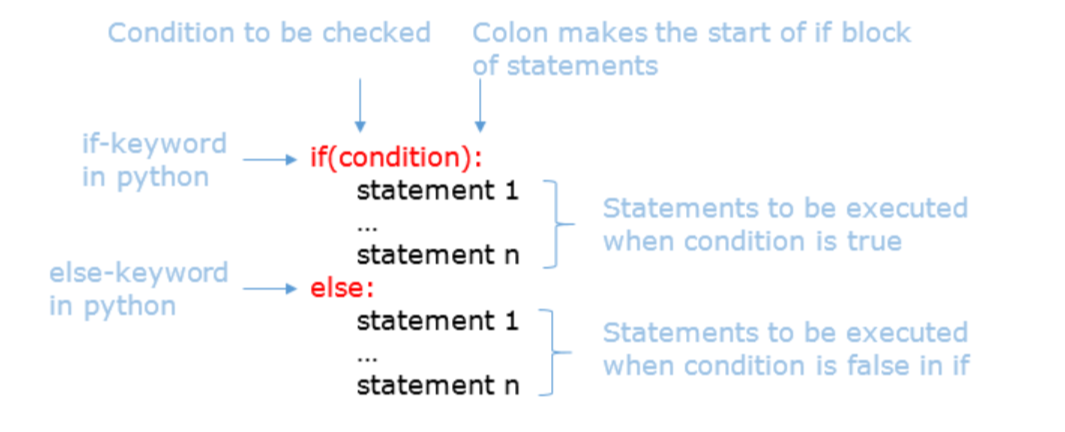 Condition to be checked
Colon makes the start of if block
of statements
if-keyword
in python
if(condition):
statement 1
...
statement n
Statements to be executed
when condition is true
else-keyword
in python
else:
statement 1
...
statement n
Statements to be executed
when condition is false in if